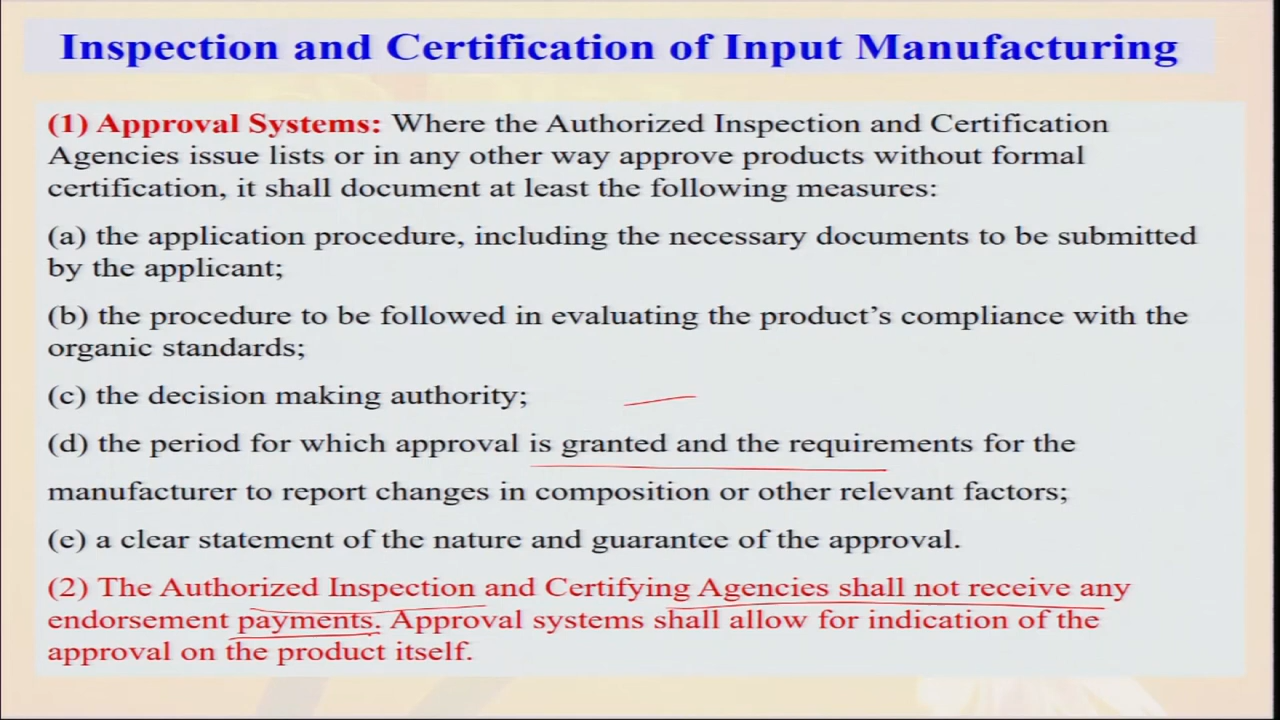 Inspection and Certification of Input Manufacturing
(1) Approval Systems: Where the Authorized Inspection and Certification
Agencies issue lists or in any other way approve products without formal
certification, it shall document at least the following measures:
(a) the application procedure, including the necessary documents to be submitted
by the applicant;
(b) the procedure to be followed in evaluating the product’s compliance with the
organic standards;
(c) the decision making authority;
(d) the period for which approval is granted and the requirements for the
manufacturer to report changes in composition or other relevant factors;
(e) a clear statement of the nature and guarantee of the approval.
(2) The Authorized Inspection and Certifying Agencies shall not receive any
endorsement payments. Approval systems shall allow for indication of the
approval on the product itself.